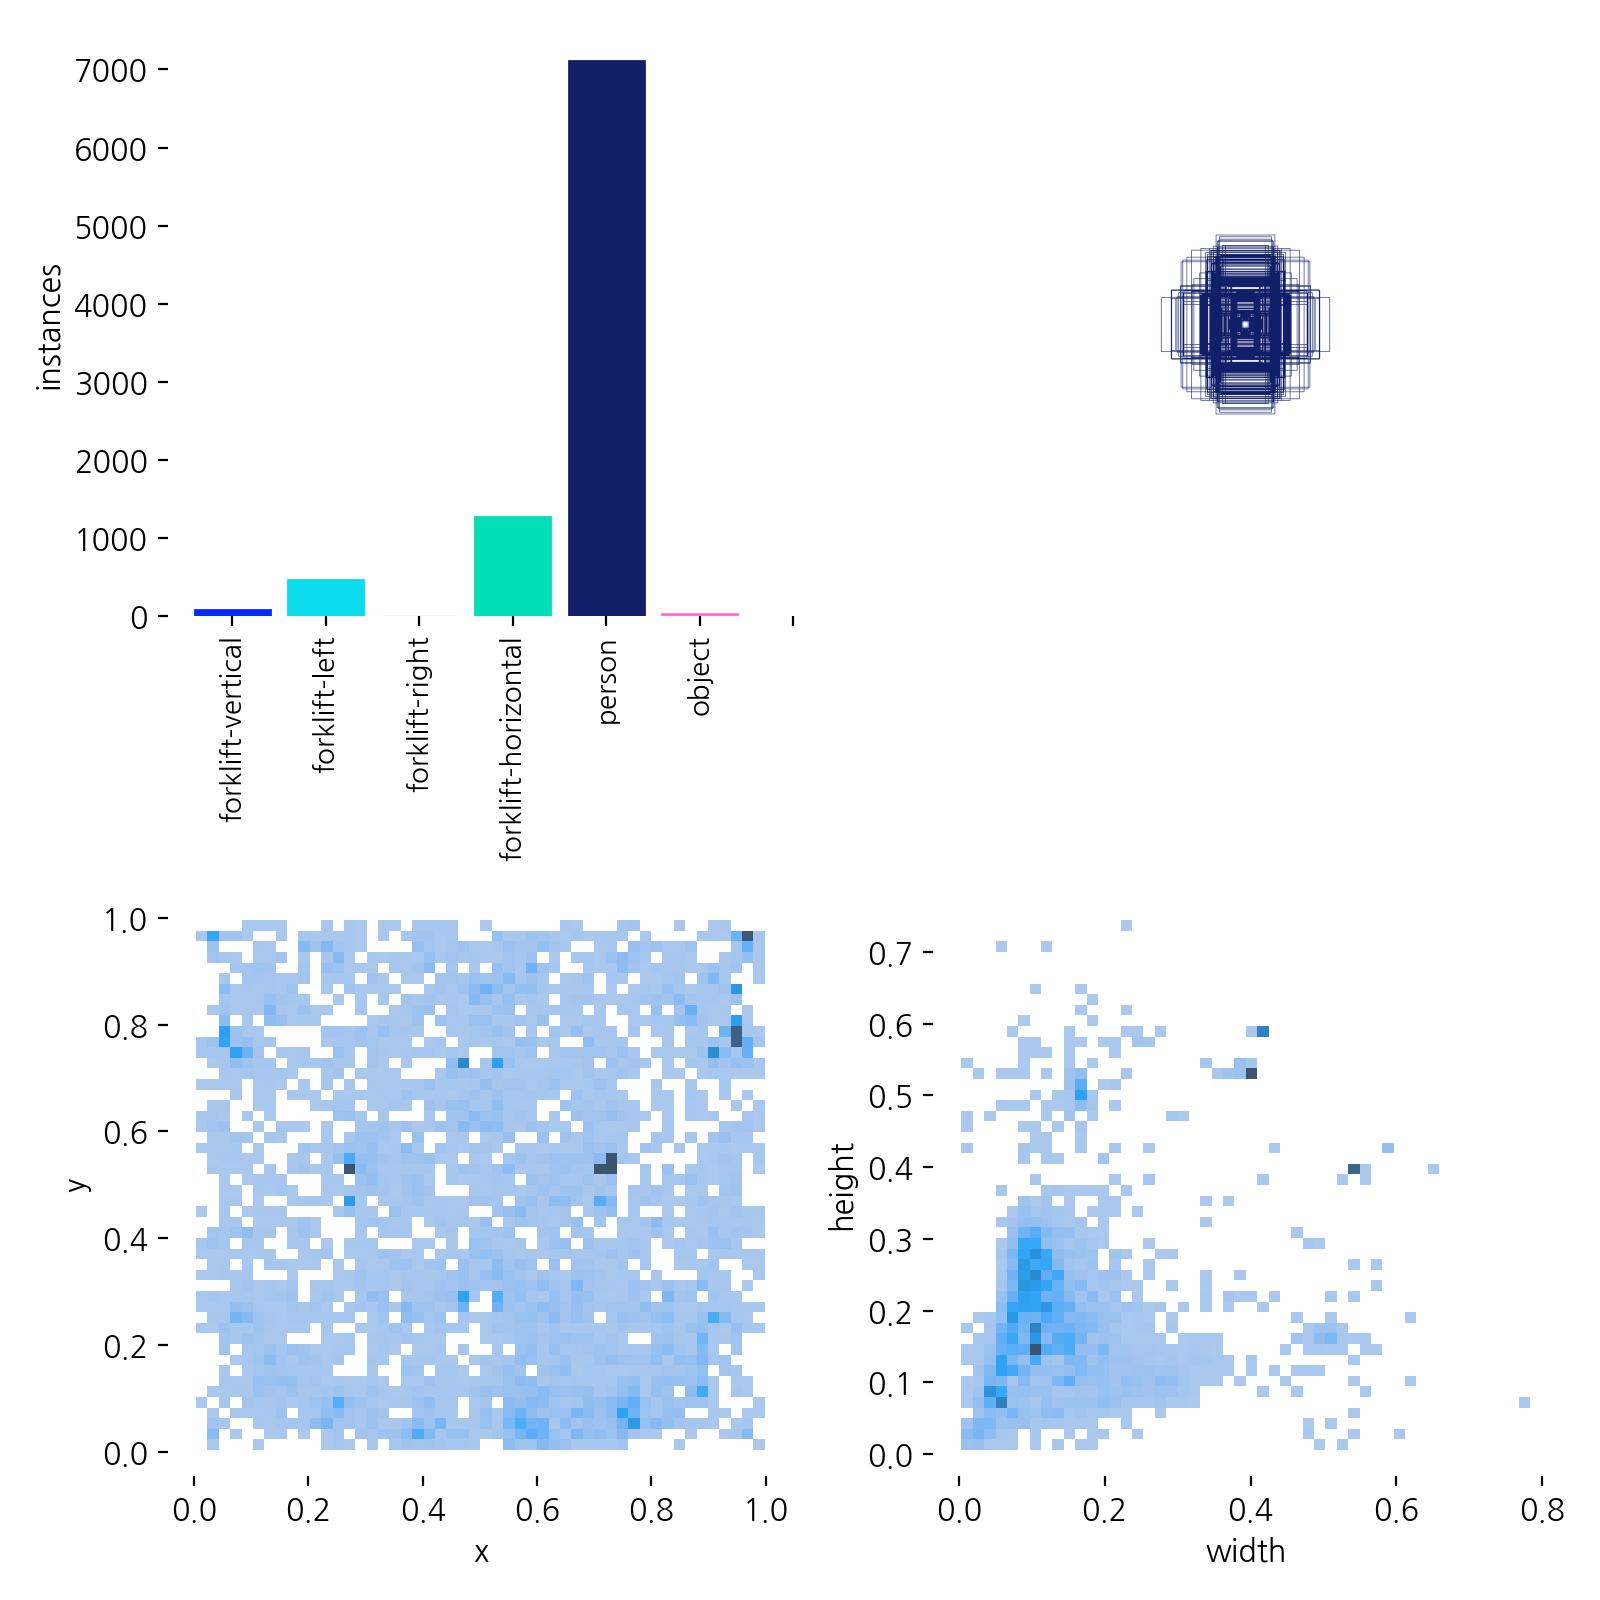 7000
6000
5000
4000
3000
2000
1000
0
instances
forklift-vertical
forklift-left
forklift-right
forklift-horizontal
person
object
1.0
0.8
0.6
0.4
0.2
0.0
y
0.0 0.2 0.4 0.6 0.8 1.0
x
0.7
0.6
0.5
0.4
0.3
0.2
0.1
0.0
height
0.0 0.2 0.4 0.6 0.8
width